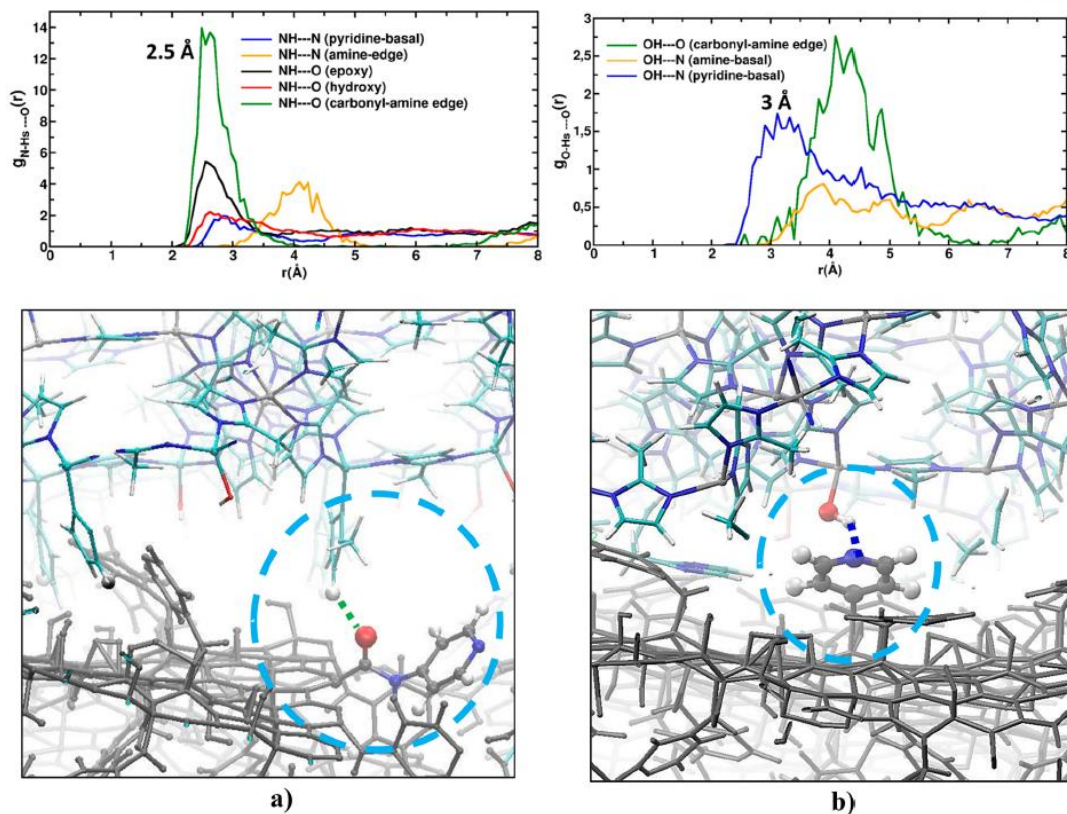 14
12
10
8
6
4
2
0
g N-Hs ---O(r)
2.5 Å
NH---N (pyridine-basal)
NH---N (amine-edge)
NH---O (epoxy)
NH---O (hydroxy)
NH---O (carbonyl-amine edge)
0 1 2 3 4 5 6 7 8
r(Å)
3
2,5
2
1,5
1
0,5
0
g O-Hs ---O(r)
3 Å
OH---O (carbonyl-amine edge)
OH---N (amine-basal)
OH---N (pyridine-basal)
0 1 2 3 4 5 6 7 8
r(Å)
a)
b)